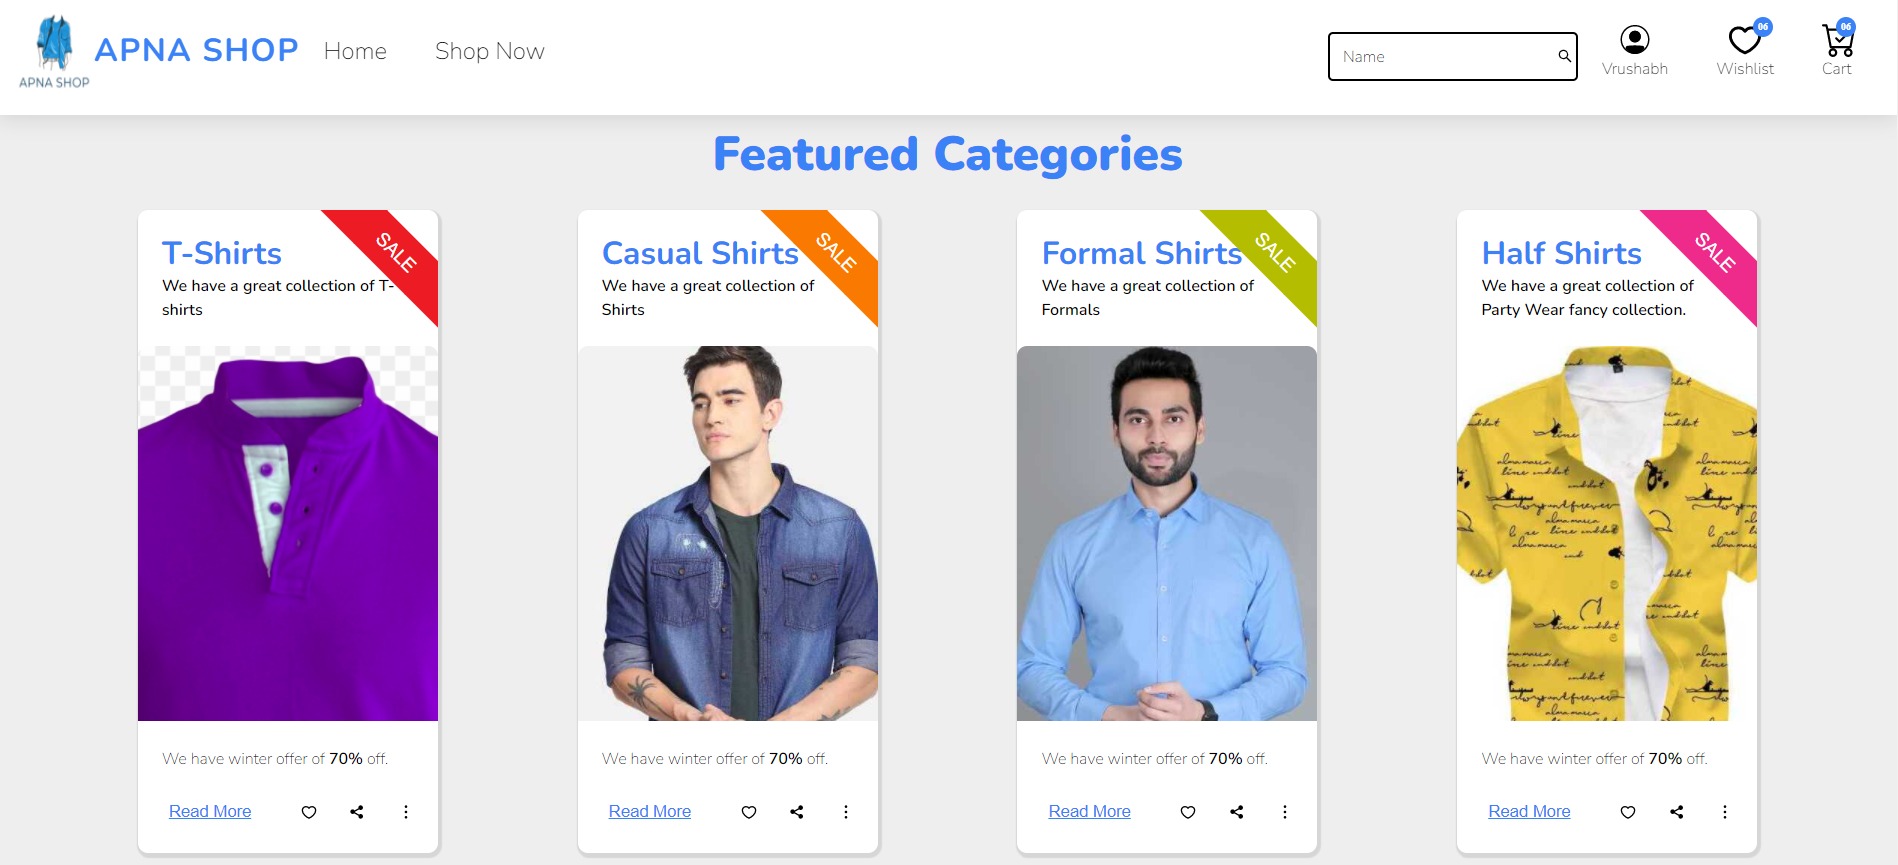 APNA SHOP
APNA SHOP
Home
Shop Now
Name
Vrushabh
06
Wishlist
06
Cart
Featured Categories
T-Shirts
SALE
We have a great collection of T-
shirts
We have winter offer of 70% off.
Read More
Casual Shirts
SALE
We have a great collection of
Shirts
We have winter offer of 70% off.
Read More
Formal Shirts
SALE
We have a great collection of
Formals
We have winter offer of 70% off.
Read More
Half Shirts
SALE
We have a great collection of
Party Wear fancy collection.
We have winter offer of 70% off.
Read More